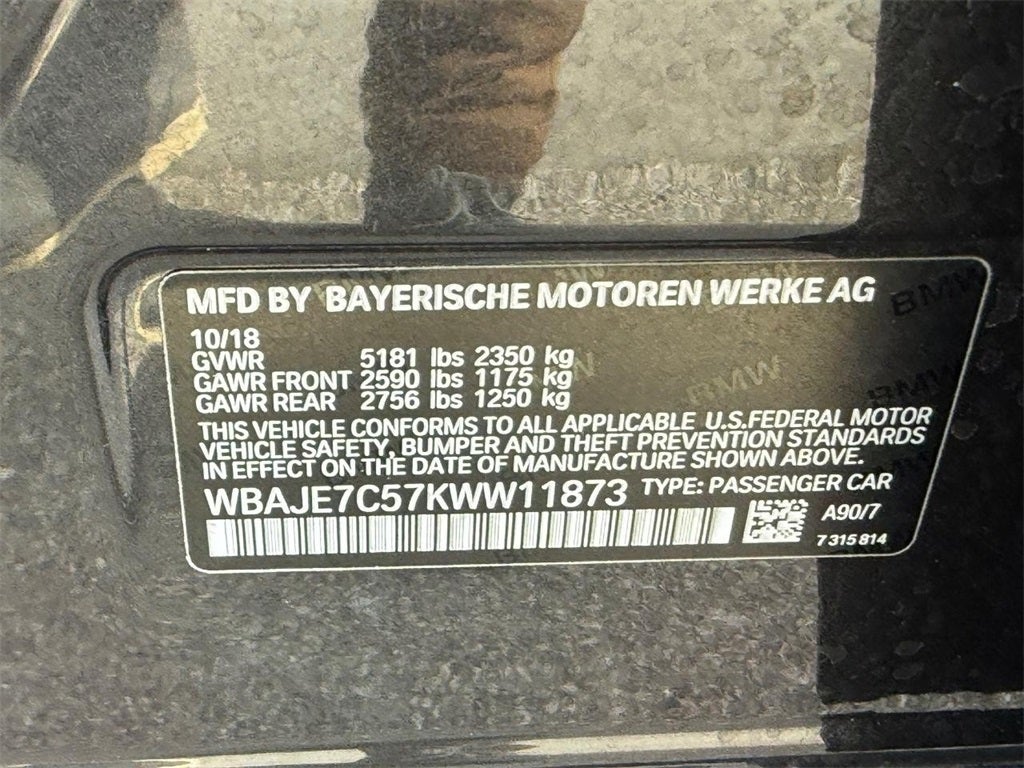 MFD BY BAYERISCHE MOTOREN WERKE AG
10/18
GVWR 5181 lbs 2350 kg
GAWR FRONT 2590 lbs 1175 kg
GAWR REAR 2756 lbs 1250 kg
THIS VEHICLE CONFORMS TO ALL APPLICABLE U.S.FEDERAL MOTOR
VEHICLE SAFETY, BUMPER AND THEFT PREVENTION STANDARDS
IN EFFECT ON THE DATE OF MANUFACTURE SHOWN ABOVE.
WBAJE7C57KWW11873 TYPE: PASSENGER CAR
A90/7
7 315 814
BMW
BMW
BMW